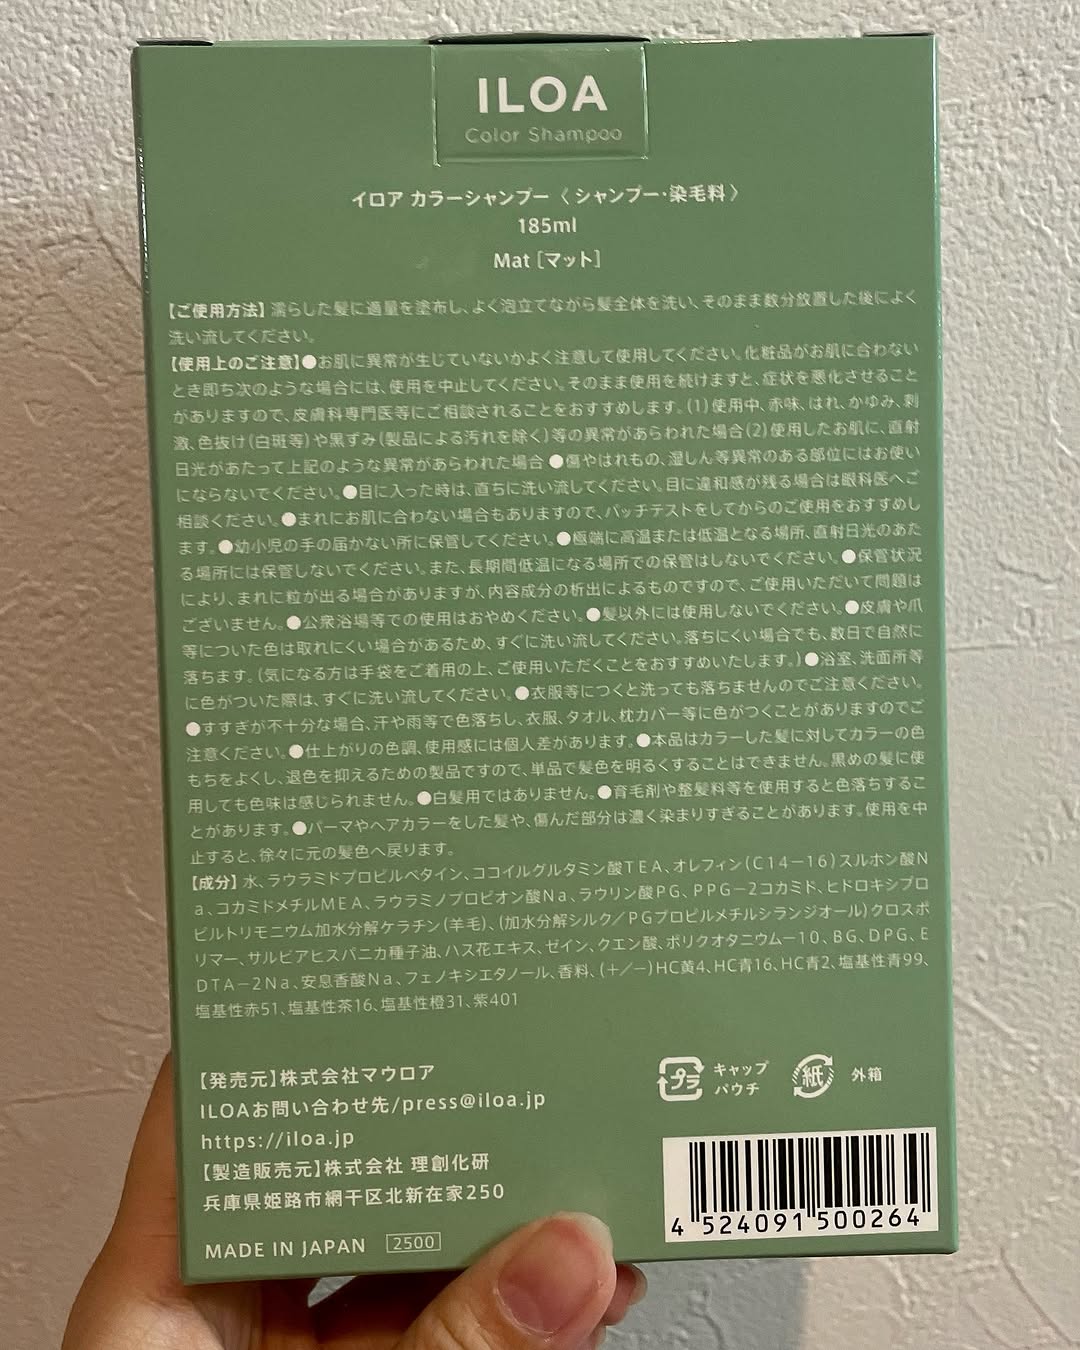 ILOA
Color Shampoo
イロア カラーシャンプー〈シャンプー・染毛料〉
185ml
Mat［マット］
【ご使用方法】濡らした髪に適量を塗布し、よく泡立てながら髪全体を洗い、そのまま数分放置した後によく
洗い流してください。
【使用上のご注意】●お肌に異常が生じていないかよく注意して使用してください。化粧品がお肌に合わない
とき即ち次のような場合には、使用を中止してください。そのまま使用を続けますと、症状を悪化させること
がありますので、皮膚科専門医等にご相談されることをおすすめします。(1)使用中、赤味、はれ、かゆみ、刺
激、色抜け(白斑等)や黒ずみ(製品による汚れを除く)等の異常があらわれた場合(2)使用したお肌に、直射
日光があたって上記のような異常があらわれた場合●傷やはれもの、湿しん等異常のある部位にはお使い
にならないでください。●目に入った時は、直ちに洗い流してください。目に違和感が残る場合は眼科医へご
相談ください。●まれにお肌に合わない場合もありますので、パッチテストをしてからのご使用をおすすめし
ます。●幼小児の手の届かない所に保管してください。●極端に高温または低温となる場所、直射日光のあた
る場所には保管しないでください。また、長期間低温になる場所での保管はしないでください。●保管状況
により、まれに粒が出る場合がありますが、内容成分の析出によるものですので、ご使用いただいて問題は
ございません。●公衆浴場等での使用はおやめください。●髪以外には使用しないでください。●皮膚や爪
等についた色は取れにくい場合があるため、すぐに洗い流してください。落ちにくい場合でも、数日で自然に
落ちます。(気になる方は手袋をご着用の上、ご使用いただくことをおすすめいたします。)●浴室、洗面所等
に色がついた際は、すぐに洗い流してください。●衣服等につくと洗っても落ちませんのでご注意ください。
●すすぎが不十分な場合、汗や雨等で色落ちし、衣服、タオル、枕カバー等に色がつくことがありますのでご
注意ください。●仕上がりの色調、使用感には個人差があります。●本品はカラーした髪に対してカラーの色
もちをよくし、退色を抑えるための製品ですので、単品で髪色を明るくすることはできません。黒めの髪に使
用しても色味は感じられません。●白髪用ではありません。●育毛剤や整髪料等を使用すると色落ちするこ
とがあります。●パーマやヘアカラーをした髪や、傷んだ部分は濃く染まりすぎることがあります。使用を中
止すると、徐々に元の髪色へ戻ります。
【成分】水、ラウラミドプロピルベタイン、ココイルグルタミン酸TEA、オレフィン(C14－16)スルホン酸N
a、コカミドメチルMEA、ラウラミノプロピオン酸Na、ラウリン酸PG、PPG－2コカミド、ヒドロキシプロ
ピルトリモニウム加水分解ケラチン(羊毛)、(加水分解シルク／PGプロピルメチルシランジオール)クロスポ
リマー、サルビアヒスパニカ種子油、ハス花エキス、ゼイン、クエン酸、ポリクオタニウム－10、BG、DPG、E
DTA－2Na、安息香酸Na、フェノキシエタノール、香料、(＋／－)HC黄4、HC青16、HC青2、塩基性青99、
塩基性赤51、塩基性茶16、塩基性橙31、紫401
【発売元】株式会社マウロア
ILOAお問い合わせ先/press@iloa.jp
https://iloa.jp
【製造販売元】株式会社 理創化研
兵庫県姫路市網干区北新在家250
MADE IN JAPAN 2500
プラ キャップ パウチ
紙 外箱
4 524091 500264